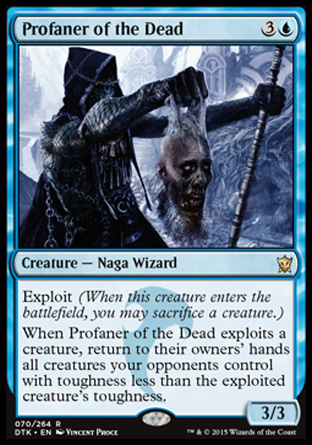 Profaner of the Dead 3
Creature — Naga Wizard
Exploit (When this creature enters the
battlefield, you may sacrifice a creature.)
When Profaner of the Dead exploits a
creature, return to their owners' hands
all creatures your opponents control
with toughness less than the exploited
creature's toughness.
3/3
070/264 R
DTK • EN Vincent Proce
™ & © 2015 Wizards of the Coast